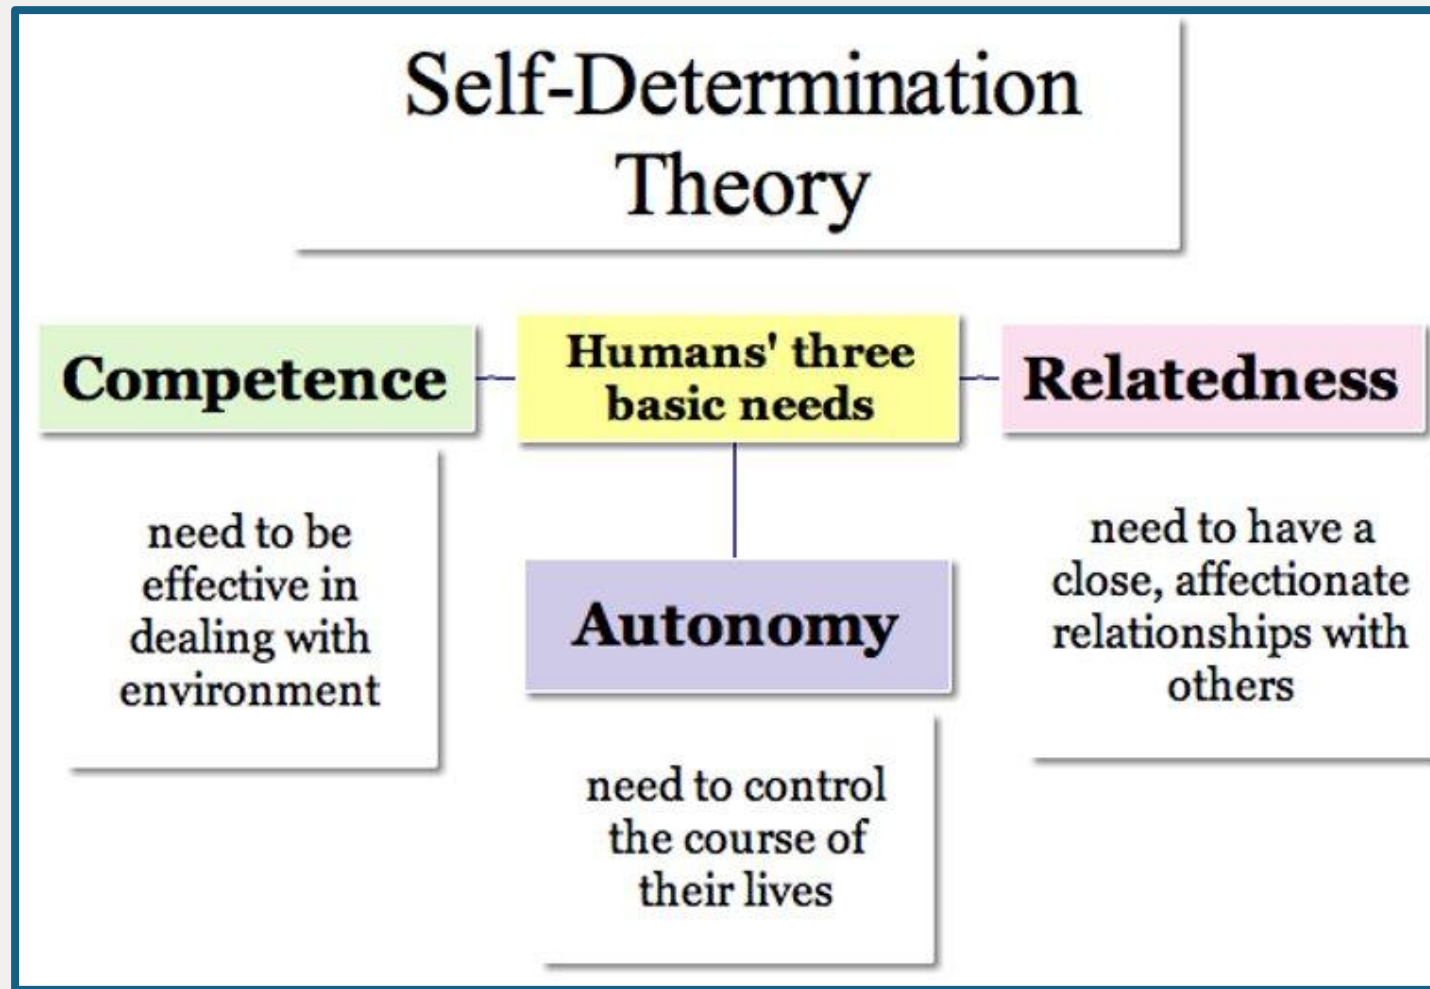 Self-Determination
Theory
Competence
need to be
effective in
dealing with
environment
Humans' three
basic needs
Autonomy
need to control
the course of
their lives
Relatedness
need to have a
close, affectionate
relationships with
others